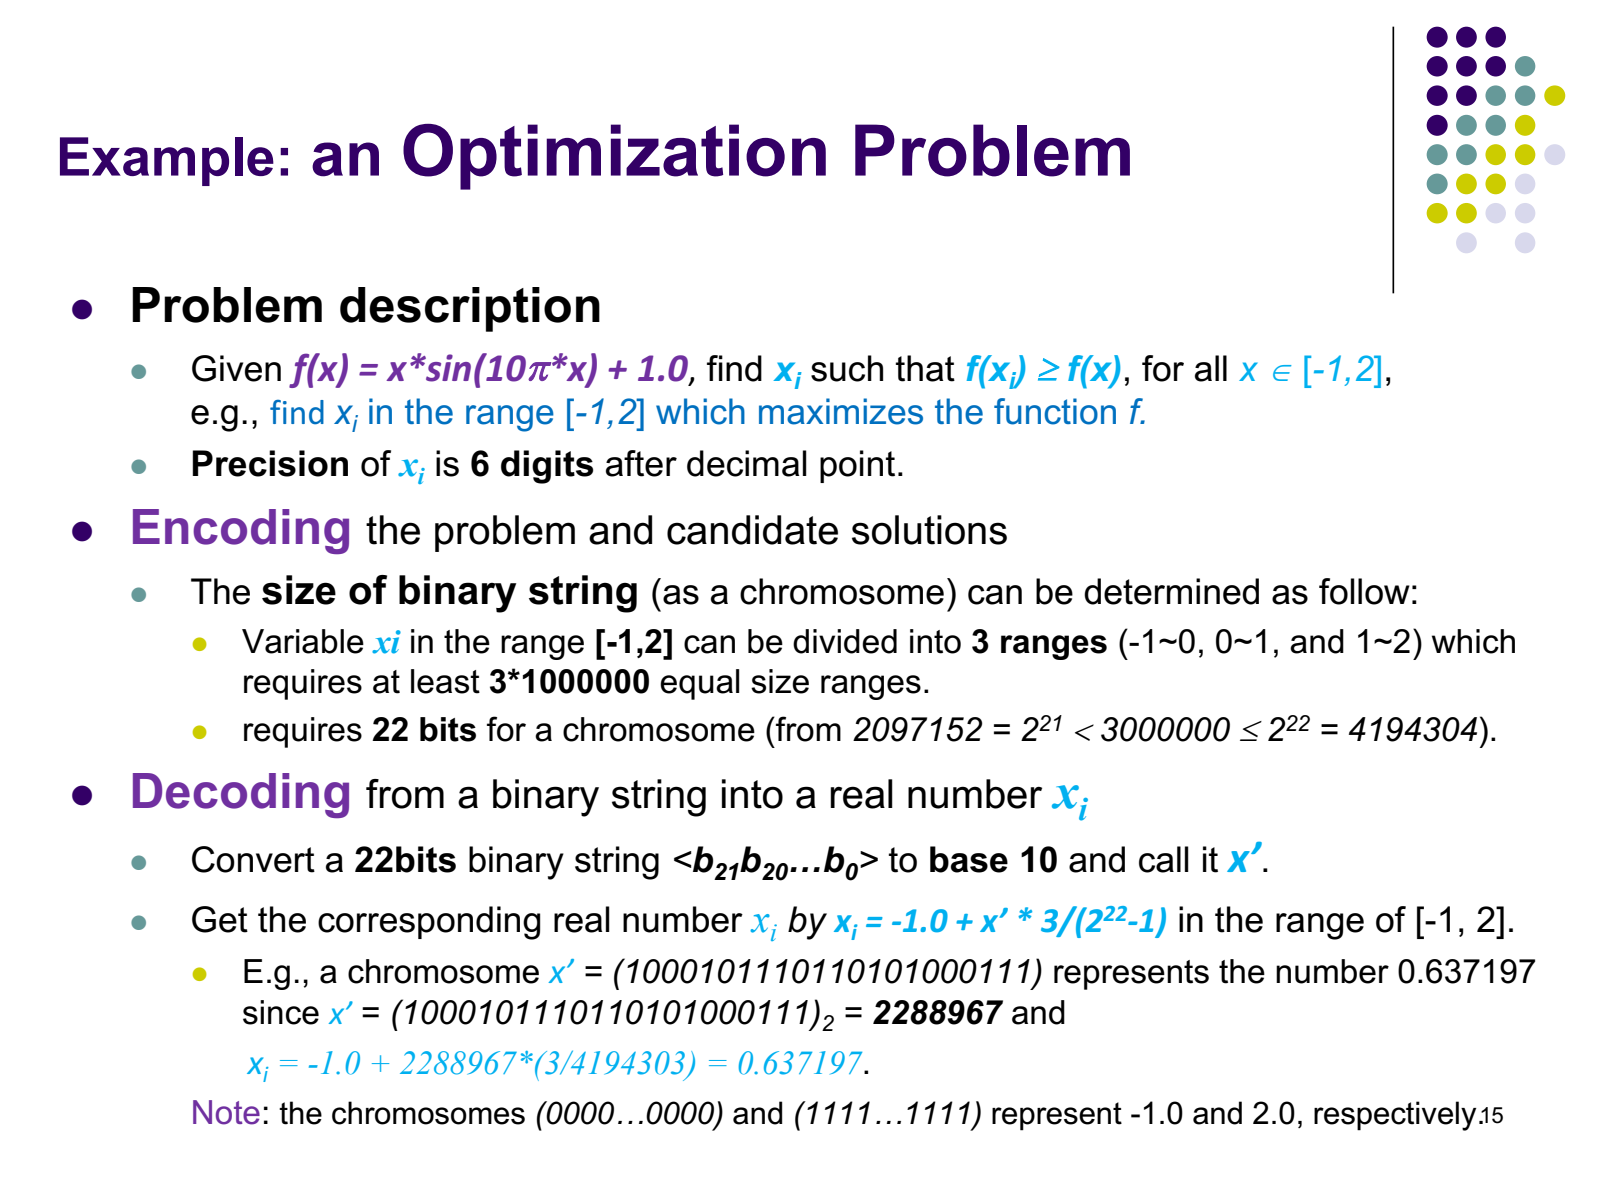 Example: an Optimization Problem
● Problem description
● Given f(x) = x*sin(10π*x) + 1.0, find xᵢ such that f(xᵢ) ≥ f(x), for all x ∈ [-1,2],
e.g., find xᵢ in the range [-1,2] which maximizes the function f.
● Precision of xᵢ is 6 digits after decimal point.
● Encoding the problem and candidate solutions
● The size of binary string (as a chromosome) can be determined as follow:
● Variable xi in the range [-1,2] can be divided into 3 ranges (-1~0, 0~1, and 1~2) which
requires at least 3*1000000 equal size ranges.
● requires 22 bits for a chromosome (from 2097152 = 2²¹ < 3000000 ≤ 2²² = 4194304).
● Decoding from a binary string into a real number xᵢ
● Convert a 22bits binary string <b₂₁b₂₀…b₀> to base 10 and call it x′.
● Get the corresponding real number xᵢ by xᵢ = -1.0 + x′ * 3/(2²²-1) in the range of [-1, 2].
● E.g., a chromosome x′ = (1000101110110101000111) represents the number 0.637197
since x′ = (1000101110110101000111)₂ = 2288967 and
xᵢ = -1.0 + 2288967*(3/4194303) = 0.637197.
Note: the chromosomes (0000…0000) and (1111…1111) represent -1.0 and 2.0, respectively.
15